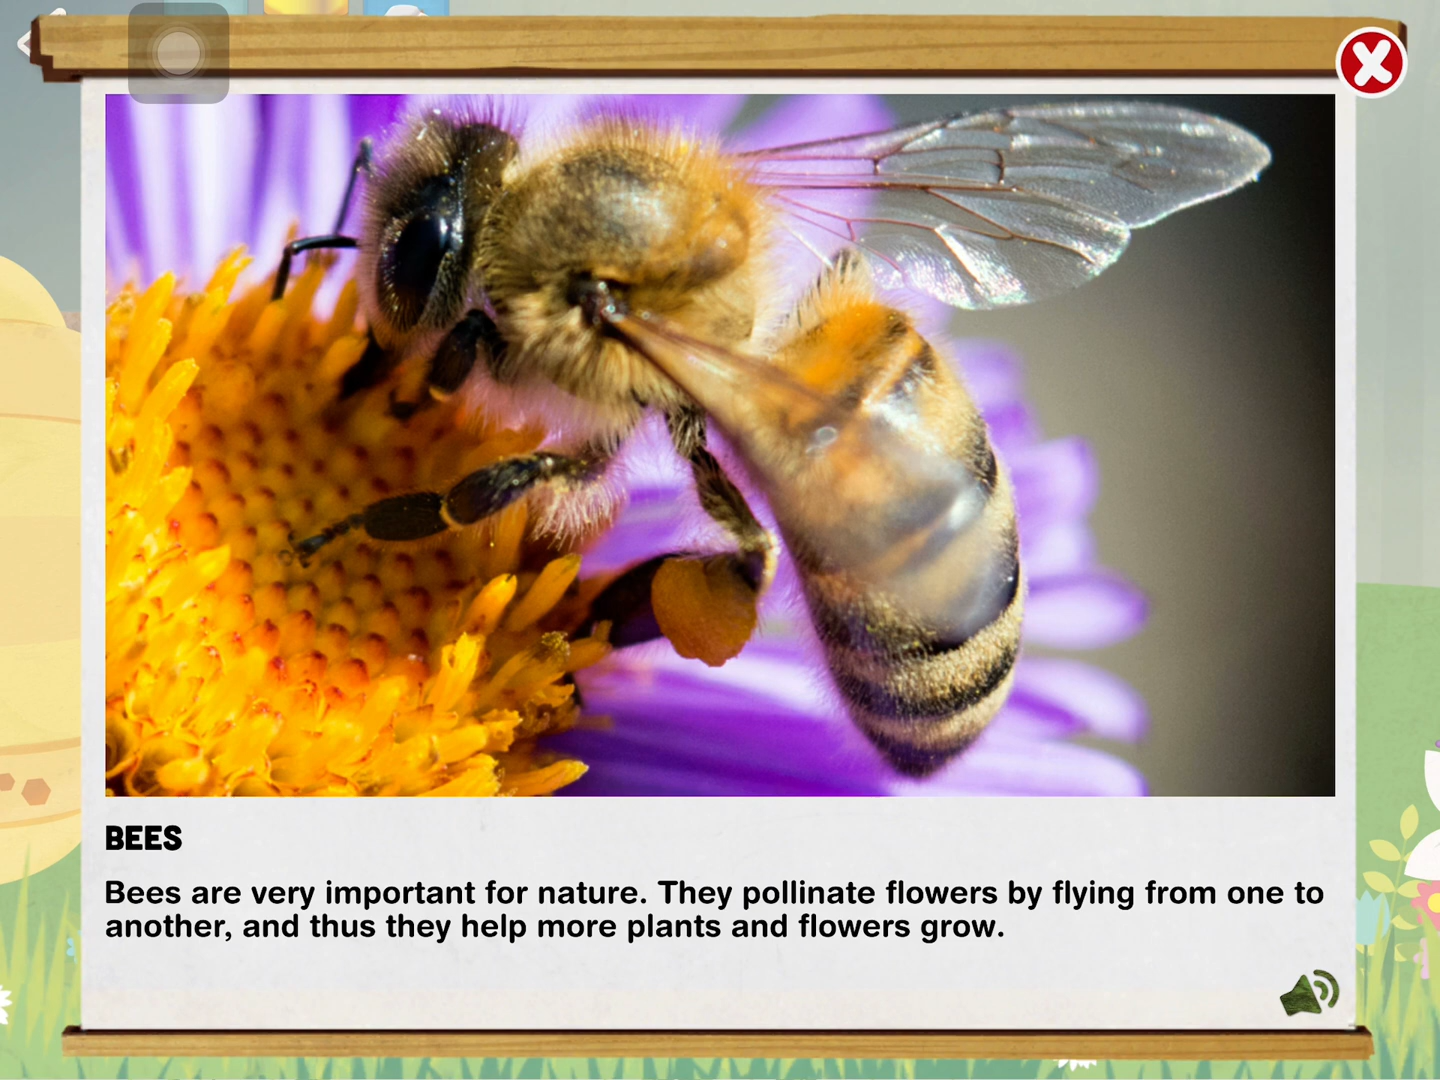 BEES
Bees are very important for nature. They pollinate flowers by flying from one to
another, and thus they help more plants and flowers grow.